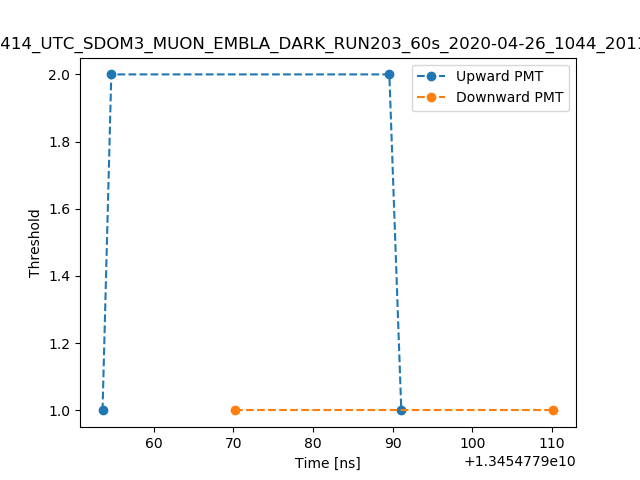 414_UTC_SDOM3_MUON_EMBLA_DARK_RUN203_60s_2020-04-26_1044_2011
Upward PMT
Downward PMT
2.0
1.8
1.6
1.4
1.2
1.0
Threshold
60 70 80 90 100 110
Time [ns]
+1.3454779e10